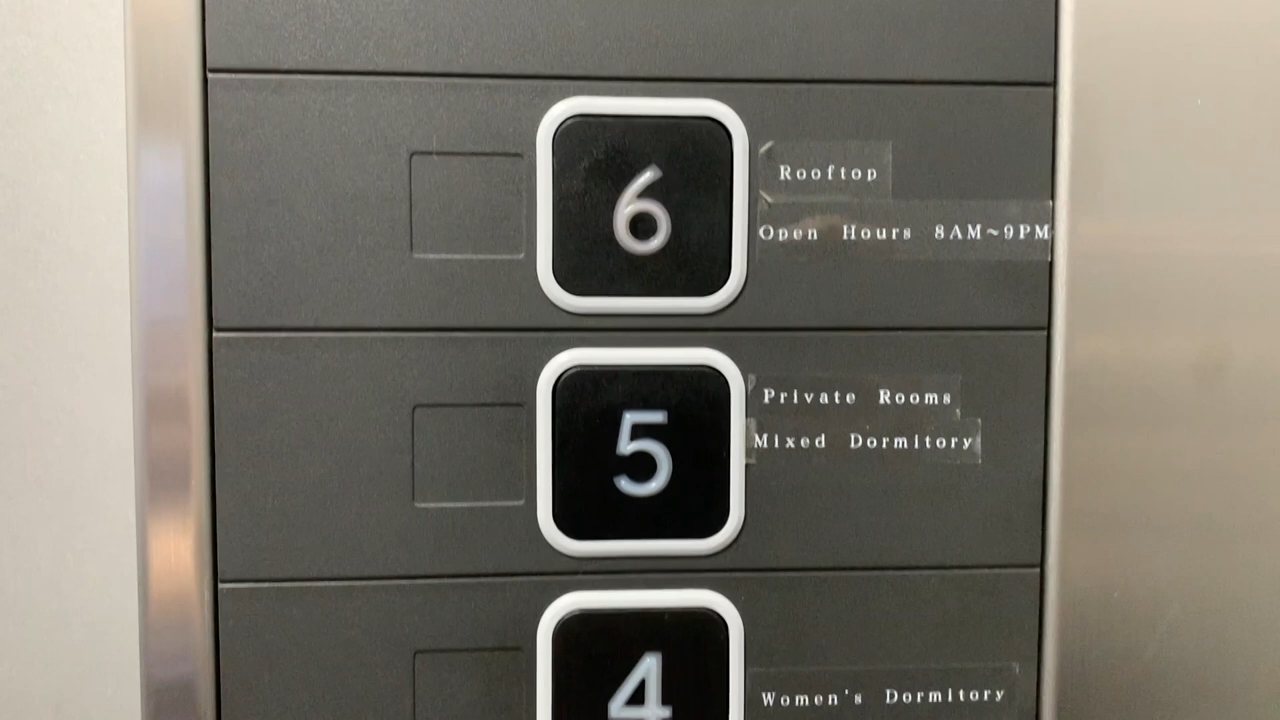 6
Rooftop
Open Hours 8AM~9PM
5
Private Rooms
Mixed Dormitory
4
Women's Dormitory